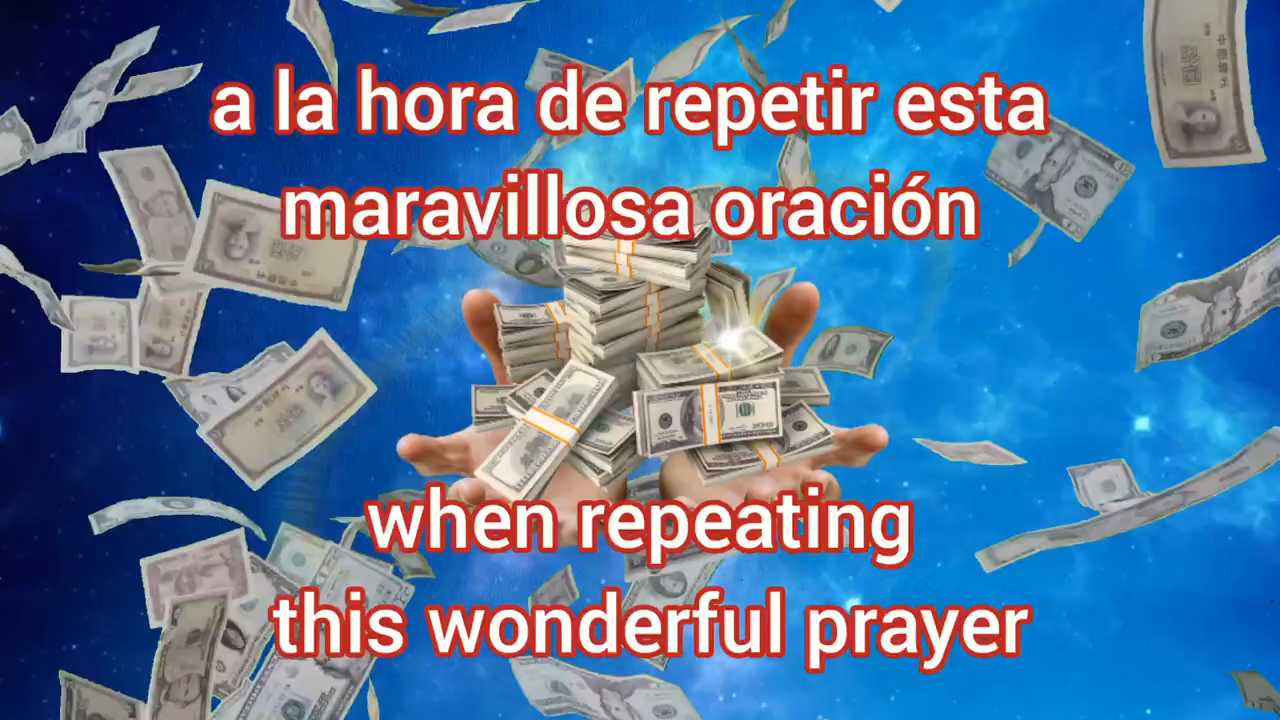 a la hora de repetir esta
maravillosa oración
when repeating
this wonderful prayer